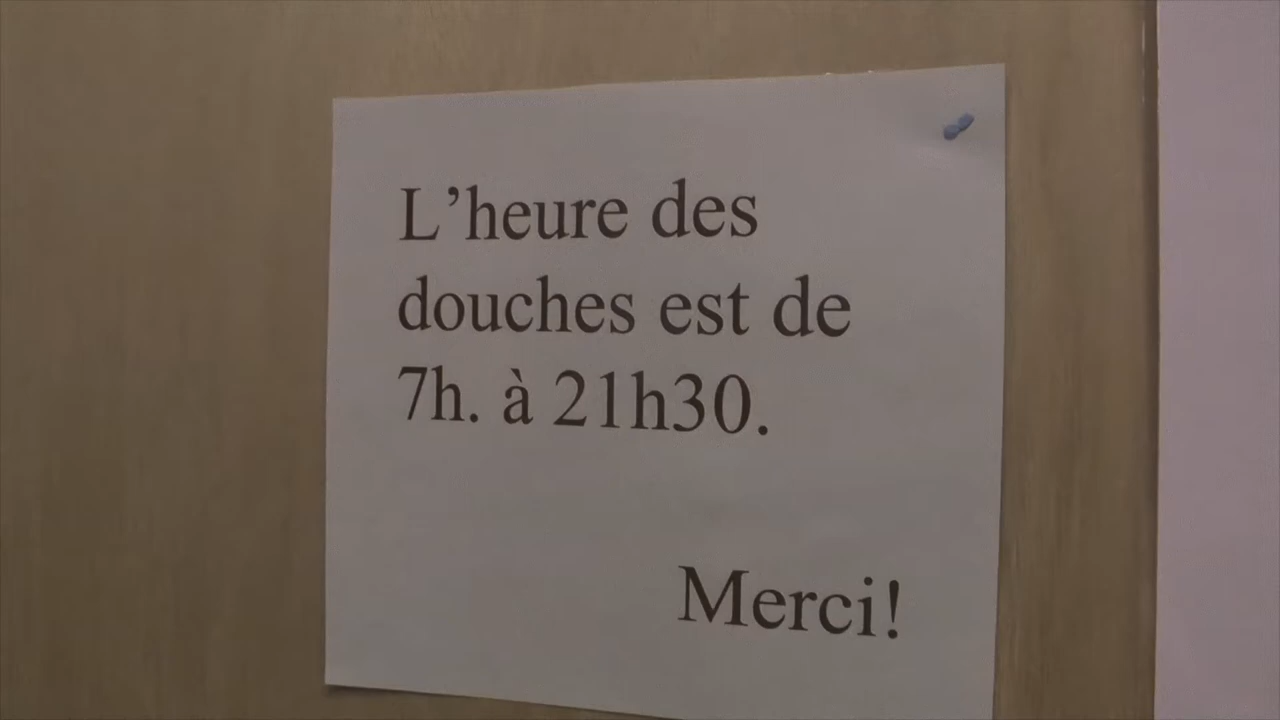 L'heure des
douches est de
7h. à 21h30.
Merci!